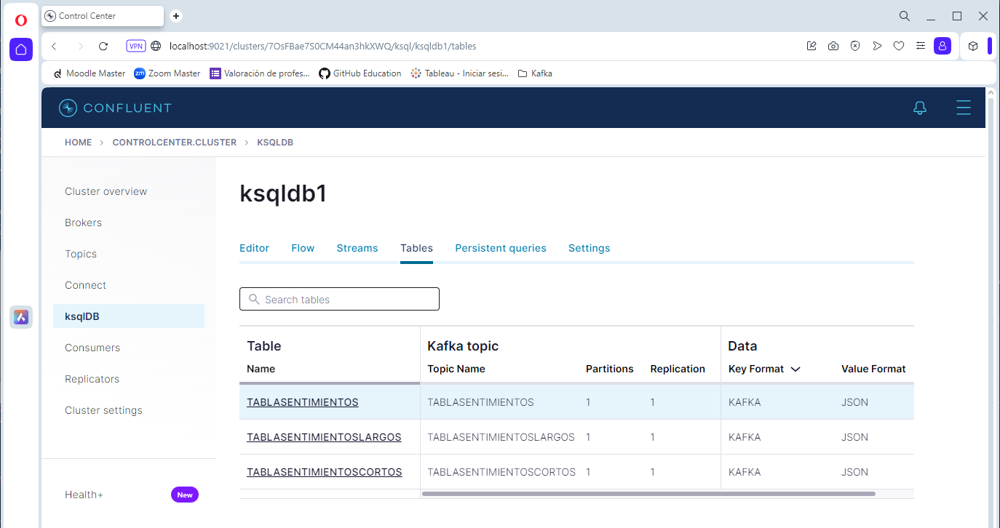 Control Center
VPN localhost:9021/clusters/7OsFBae7S0CM44an3hkXWQ/ksql/ksqldb1/tables
Moodle Master zm Zoom Master Valoración de profes... GitHub Education Tableau - Iniciar sesi... Kafka
CONFLUENT
HOME > CONTROLCENTER.CLUSTER > KSQLDB
Cluster overview
Brokers
Topics
Connect
ksqlDB
Consumers
Replicators
Cluster settings
Health+ New
ksqldb1
Editor Flow Streams Tables Persistent queries Settings
Search tables
Table Kafka topic Data
Name Topic Name Partitions Replication Key Format Value Format
TABLASENTIMIENTOS TABLASENTIMIENTOS 1 1 KAFKA JSON
TABLASENTIMIENTOSLARGOS TABLASENTIMIENTOSLARGOS 1 1 KAFKA JSON
TABLASENTIMIENTOSCORTOS TABLASENTIMIENTOSCORTOS 1 1 KAFKA JSON